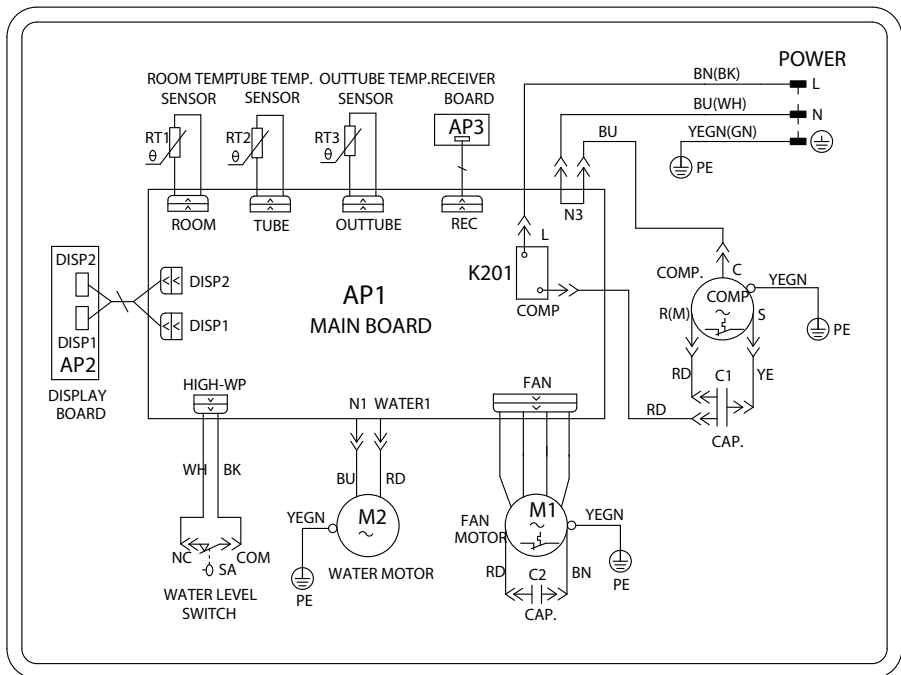 ROOM TEMP.
SENSOR
TUBE TEMP.
SENSOR
OUTTUBE TEMP.
SENSOR
RECEIVER
BOARD
POWER
BN(BK)
L
BU(WH)
N
BU
YEGN(GN)
PE
RT1
θ
RT2
θ
RT3
θ
AP3
ROOM
TUBE
OUTTUBE
REC
N3
L
K201
COMP
DISP2
DISP1
AP2
DISPLAY
BOARD
DISP2
DISP1
AP1
MAIN BOARD
COMP.
C
COMP
YEGN
R(M)
S
PE
RD
C1
YE
RD
CAP.
HIGH-WP
N1
WATER1
FAN
WH
BK
BU
RD
NC
COM
SA
WATER LEVEL
SWITCH
YEGN
M2
WATER MOTOR
PE
FAN
MOTOR
M1
YEGN
RD
C2
BN
CAP.
PE